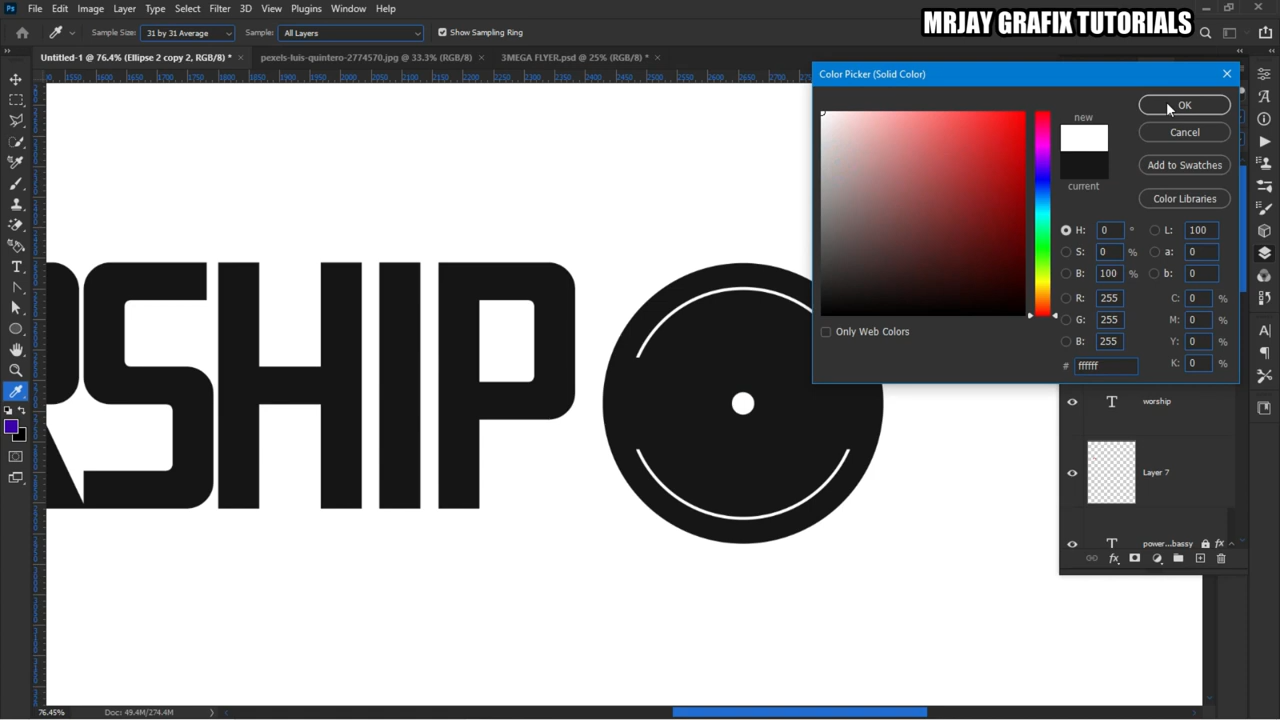 File Edit Image Layer Type Select Filter 3D View Plugins Window Help
MRJAY GRAFIX TUTORIALS
Sample Size: 31 by 31 Average Sample: All Layers Show Sampling Ring
Untitled-1 @ 76.4% (Ellipse 2 copy 2, RGB/8) * × pexels-luis-quintero-2774570.jpg @ 33.3% (RGB/8) × 3MEGA FLYER.psd @ 25% (RGB/8) * ×
Color Picker (Solid Color)
OK
new
Cancel
Add to Swatches
current
Color Libraries
H: 0 ° L: 100
S: 0 % a: 0
B: 100 % b: 0
R: 255 C: 0 %
G: 255 M: 0 %
B: 255 Y: 0 %
# ffffff K: 0 %
Only Web Colors
RSHIP
T worship
Layer 7
T power...bassy fx
fx
76.45% Doc: 49.4M/274.4M